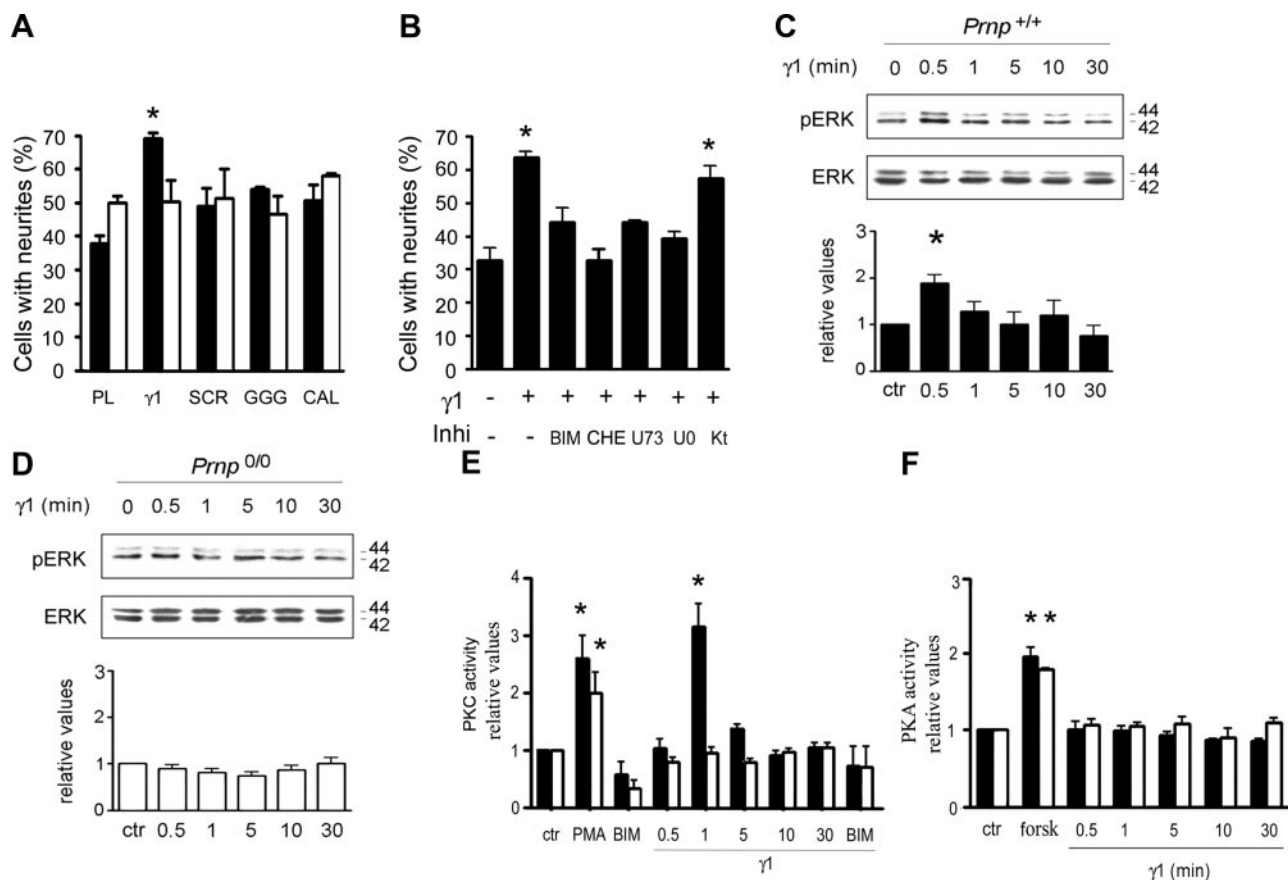 A
Cells with neurites (%)
70
60
50
40
30
20
10
0
*
PL γ1 SCR GGG CAL
B
Cells with neurites (%)
70
60
50
40
30
20
10
0
* *
γ1 - + + + + + +
Inhi - - BIM CHE U73 U0 Kt
C
Prnp +/+
γ1 (min) 0 0.5 1 5 10 30
pERK 44
42
ERK 44
42
relative values
3
2
1
0
*
ctr 0.5 1 5 10 30
D
Prnp 0/0
γ1 (min) 0 0.5 1 5 10 30
pERK 44
42
ERK 44
42
relative values
3
1
0
ctr 0.5 1 5 10 30
E
PKC activity
relative values
4
3
2
1
0
* * *
ctr PMA BIM 0.5 1 5 10 30 BIM
γ1
F
PKA activity
relative values
3
2
1
0
* *
ctr forsk 0.5 1 5 10 30
γ1 (min)